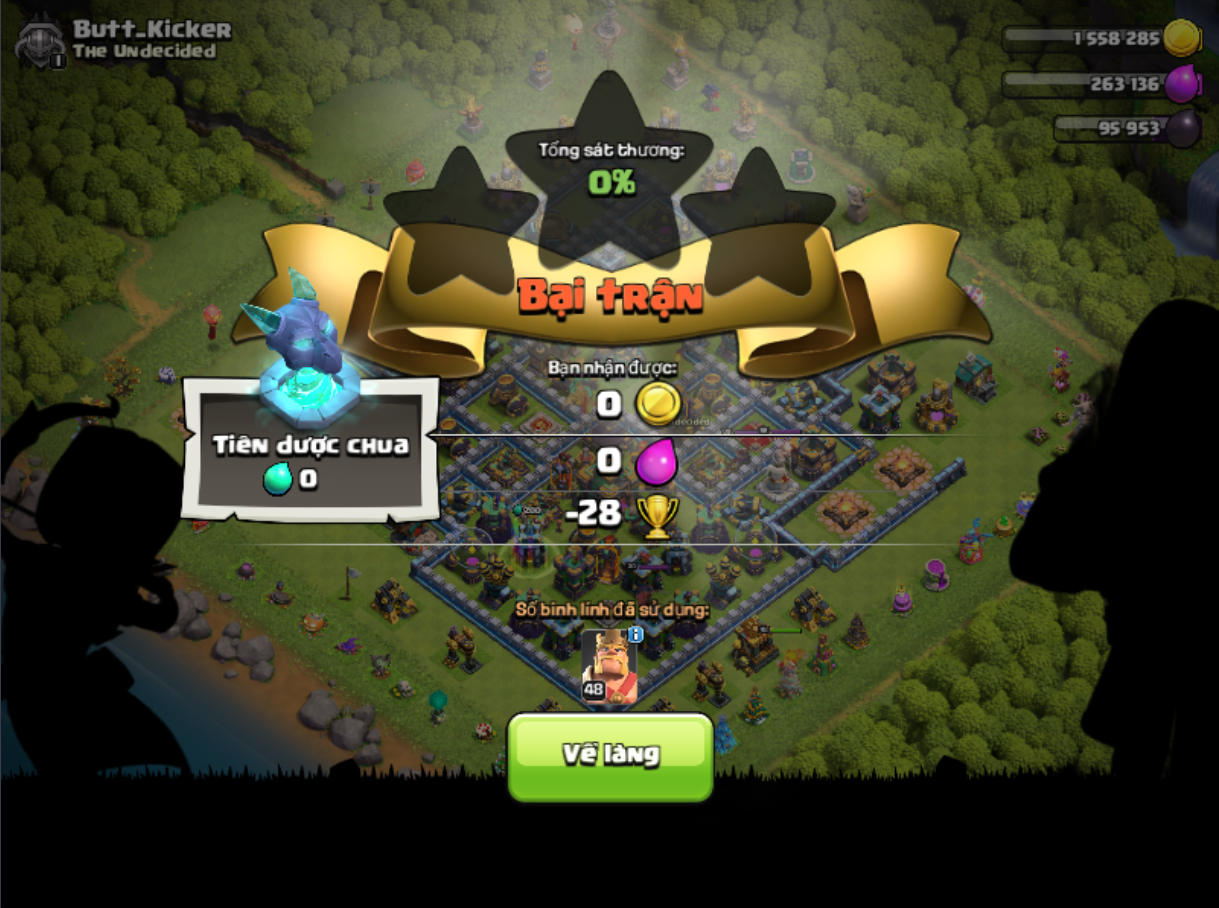 Butt_Kicker
The Undecided
1
1 558 285
263 136
95 953
Tổng sát thương:
0%
Bại trận
Bạn nhận được:
0
0
-28
Tiên dược chua
0
Số binh lính đã sử dụng:
48
Về làng